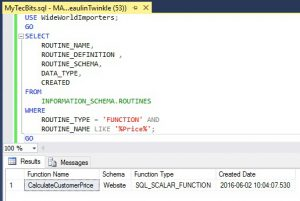 MyTecBits.sql - MA...eaulinTwinkle (53))
USE WideWorldImporters;
GO
SELECT
ROUTINE_NAME,
ROUTINE_DEFINITION ,
ROUTINE_SCHEMA,
DATA_TYPE,
CREATED
FROM
INFORMATION_SCHEMA.ROUTINES
WHERE
ROUTINE_TYPE = 'FUNCTION' AND
ROUTINE_NAME LIKE '%Price%';
GO
100 %
Results Messages
Function Name Schema Function Type Created Date
1 CalculateCustomerPrice Website SQL_SCALAR_FUNCTION 2016-06-02 10:04:07.530